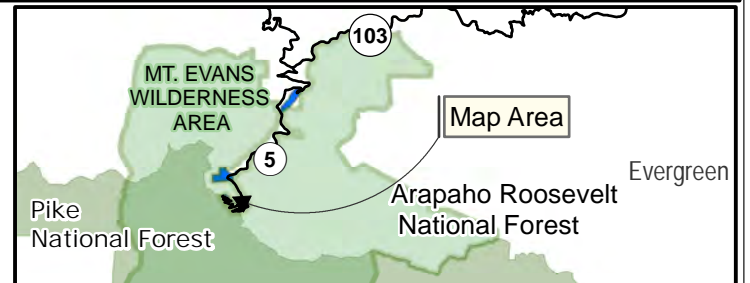 103
MT. EVANS
WILDERNESS
AREA
Map Area
5
Evergreen
Arapaho Roosevelt
National Forest
Pike
National Forest